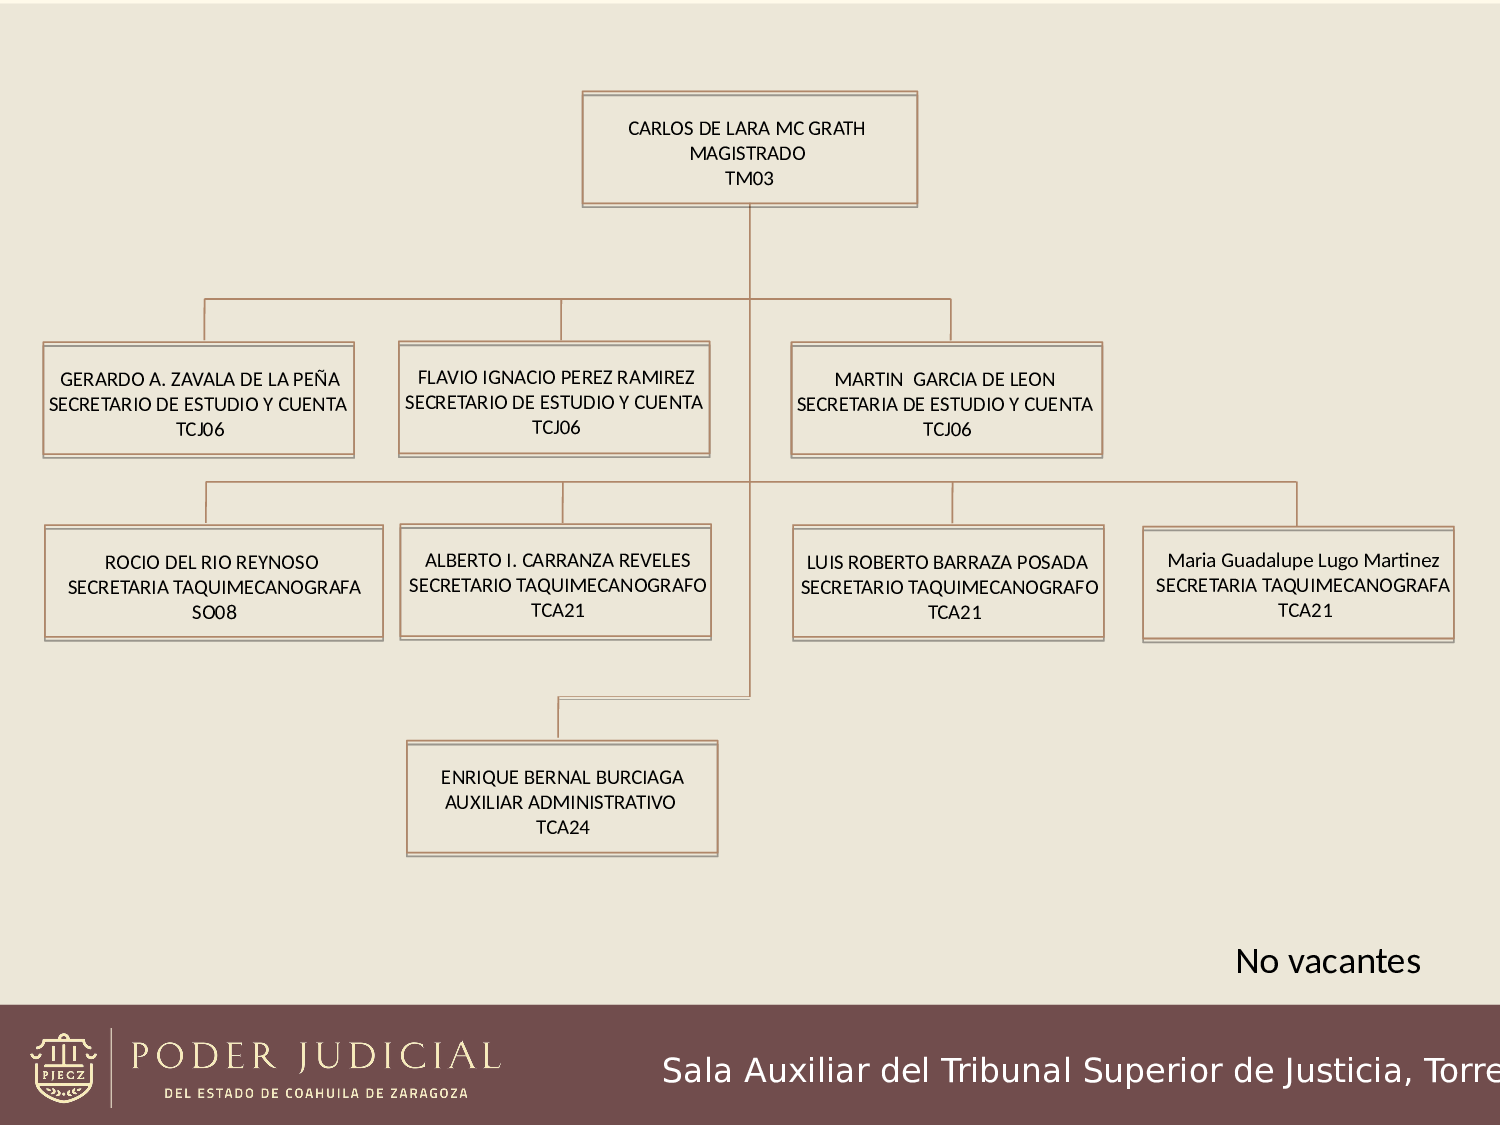 CARLOS DE LARA MC GRATH
MAGISTRADO
TM03
GERARDO A. ZAVALA DE LA PEÑA
SECRETARIO DE ESTUDIO Y CUENTA
TCJ06
FLAVIO IGNACIO PEREZ RAMIREZ
SECRETARIO DE ESTUDIO Y CUENTA
TCJ06
MARTIN  GARCIA DE LEON
SECRETARIA DE ESTUDIO Y CUENTA
TCJ06
ROCIO DEL RIO REYNOSO
SECRETARIA TAQUIMECANOGRAFA
SO08
ALBERTO I. CARRANZA REVELES
SECRETARIO TAQUIMECANOGRAFO
TCA21
LUIS ROBERTO BARRAZA POSADA
SECRETARIO TAQUIMECANOGRAFO
TCA21
Maria Guadalupe Lugo Martinez
SECRETARIA TAQUIMECANOGRAFA
TCA21
ENRIQUE BERNAL BURCIAGA
AUXILIAR ADMINISTRATIVO
TCA24
No vacantes
PJECZ
PODER JUDICIAL
DEL ESTADO DE COAHUILA DE ZARAGOZA
Sala Auxiliar del Tribunal Superior de Justicia, Torre